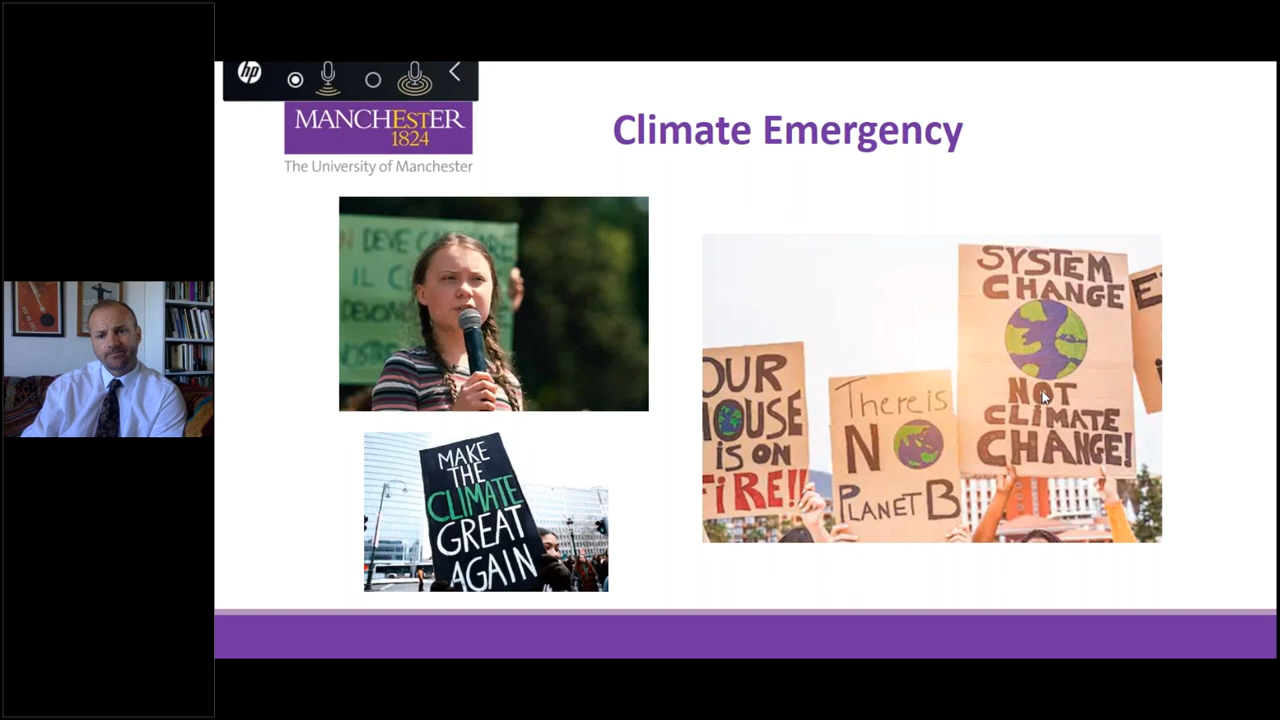 hp
MANCHEStER
1824
The University of Manchester
Climate Emergency
DEVE
IL
MAKE
THE
CLIMATE
GREAT
AGAIN
OUR
HOUSE
IS ON
FIRE!!
There is
NO
PLANET B
SYSTEM
CHANGE
NOT
CLIMATE
CHANGE!